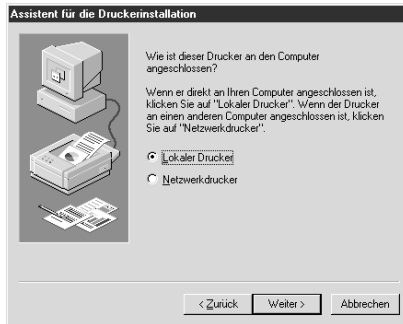 Assistent für die Druckerinstallation
Wie ist dieser Drucker an den Computer
angeschlossen?
Wenn er direkt an Ihren Computer angeschlossen ist,
klicken Sie auf "Lokaler Drucker". Wenn der Drucker
an einen anderen Computer angeschlossen ist, klicken
Sie auf "Netzwerkdrucker".
Lokaler Drucker
Netzwerkdrucker
< Zurück Weiter > Abbrechen